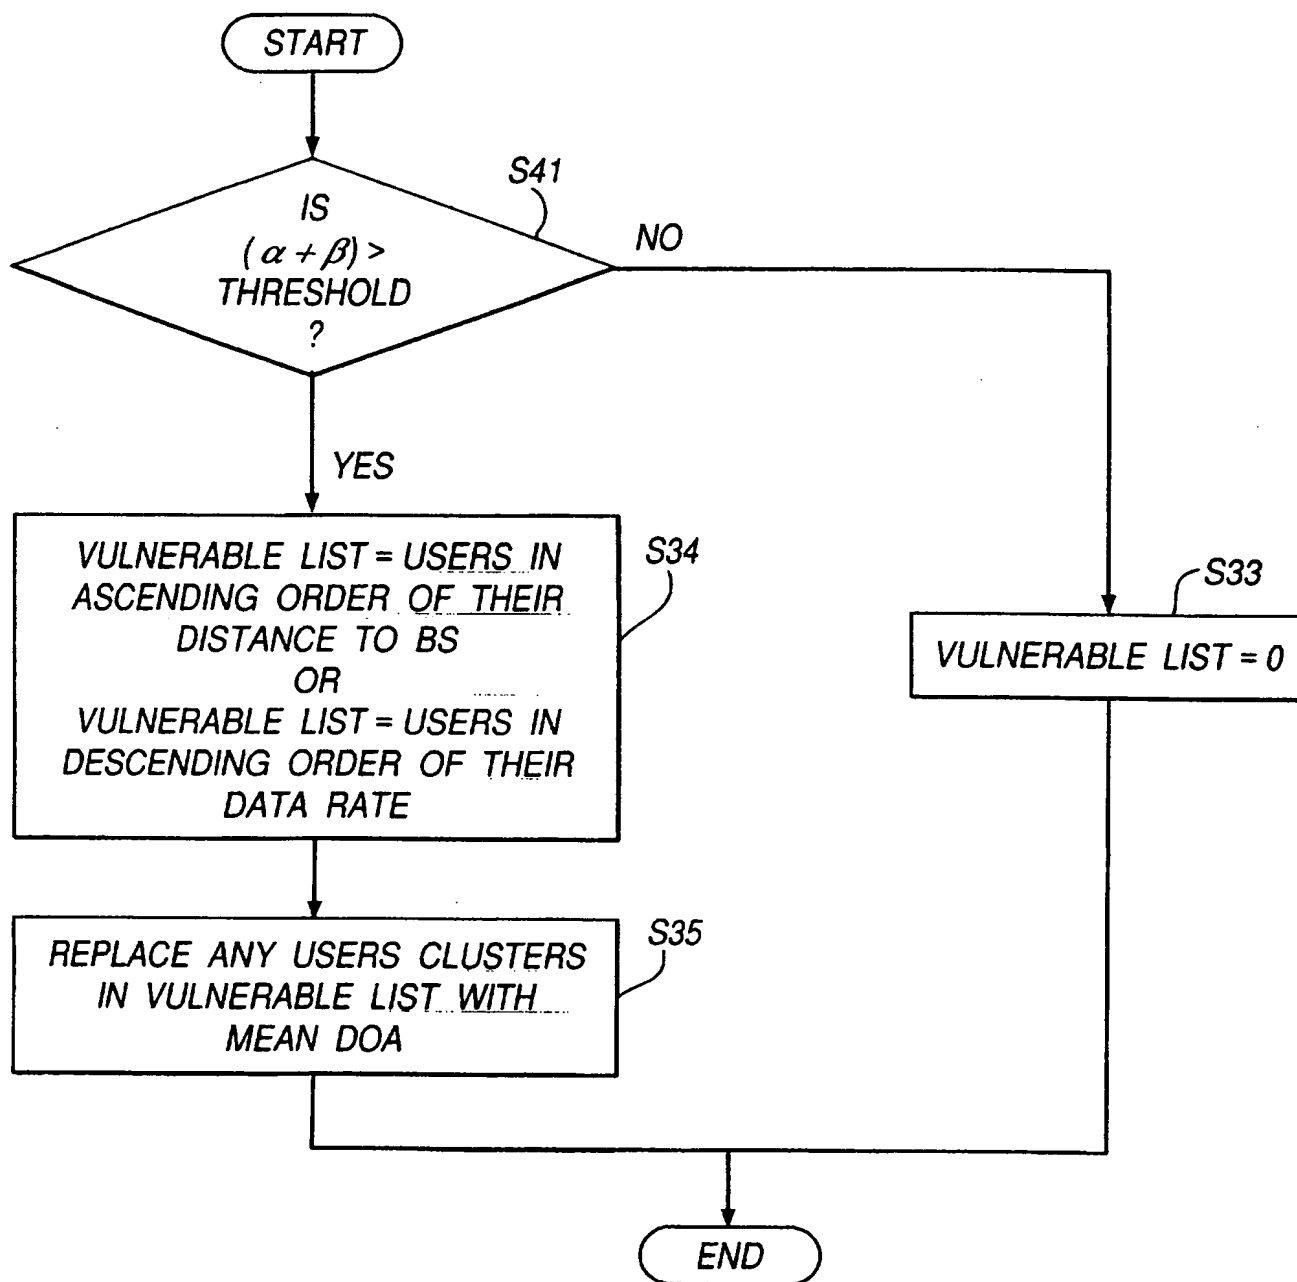 START
S41
IS
(α + β) >
THRESHOLD
?
NO
YES
S34
VULNERABLE LIST = USERS IN
ASCENDING ORDER OF THEIR
DISTANCE TO BS
OR
VULNERABLE LIST = USERS IN
DESCENDING ORDER OF THEIR
DATA RATE
S33
VULNERABLE LIST = 0
S35
REPLACE ANY USERS CLUSTERS
IN VULNERABLE LIST WITH
MEAN DOA
END